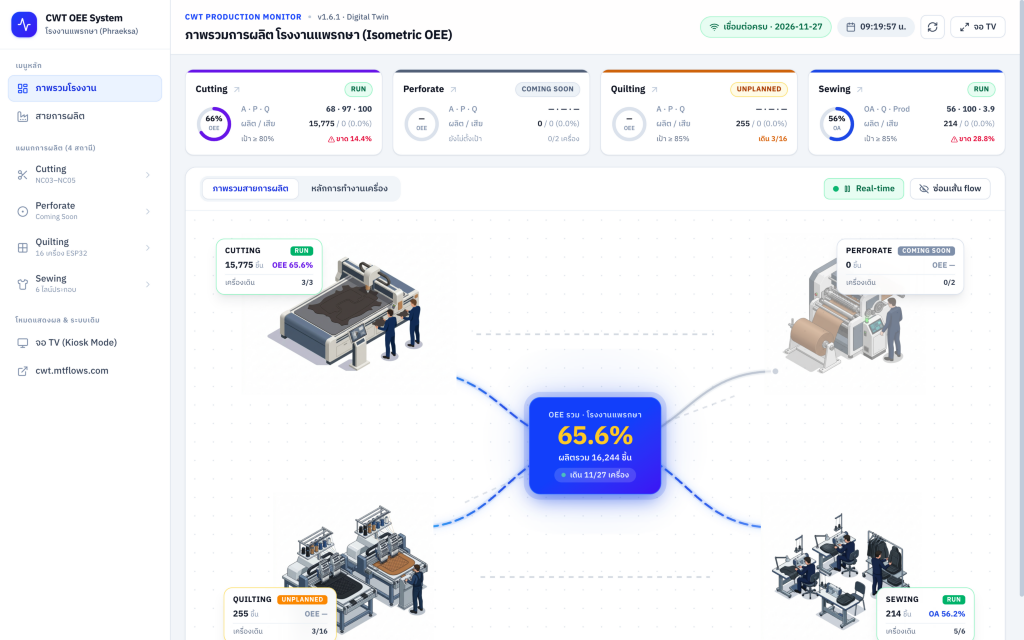 CWT OEE System
โรงงานแพรกษา (Phraeksa)
เมนูหลัก
ภาพรวมโรงงาน
สายการผลิต
แผนกการผลิต (4 สถานี)
Cutting
NC03–NC05
Perforate
Coming Soon
Quilting
16 เครื่อง ESP32
Sewing
6 ไลน์ประกอบ
โหมดแสดงผล & ระบบเดิม
จอ TV (Kiosk Mode)
cwt.mtflows.com
CWT PRODUCTION MONITOR • v1.6.1 · Digital Twin
ภาพรวมการผลิต โรงงานแพรกษา (Isometric OEE)
เชื่อมต่อครบ · 2026-11-27
09:19:57 น.
จอ TV
Cutting RUN
66% OEE
A · P · Q 68 · 97 · 100
ผลิต / เสีย 15,775 / 0 (0.0%)
เป้า ≥ 80% ขาด 14.4%
Perforate COMING SOON
— OEE
A · P · Q — · — · —
ผลิต / เสีย 0 / 0 (0.0%)
ยังไม่ตั้งเป้า 0/2 เครื่อง
Quilting UNPLANNED
— OEE
A · P · Q — · — · —
ผลิต / เสีย 255 / 0 (0.0%)
เป้า ≥ 85% เดิน 3/16
Sewing RUN
56% OA
OA · Q · Prod 56 · 100 · 3.9
ผลิต / เสีย 214 / 0 (0.0%)
เป้า ≥ 85% ขาด 28.8%
ภาพรวมสายการผลิต
หลักการทำงานเครื่อง
Real-time
ซ่อนเส้น flow
CUTTING RUN
15,775 ชิ้น OEE 65.6%
เครื่องเดิน 3/3
PERFORATE COMING SOON
0 ชิ้น OEE —
เครื่องเดิน 0/2
OEE รวม · โรงงานแพรกษา
65.6%
ผลิตรวม 16,244 ชิ้น
เดิน 11/27 เครื่อง
QUILTING UNPLANNED
255 ชิ้น OEE —
เครื่องเดิน 3/16
SEWING RUN
214 ชิ้น OA 56.2%
เครื่องเดิน 5/6